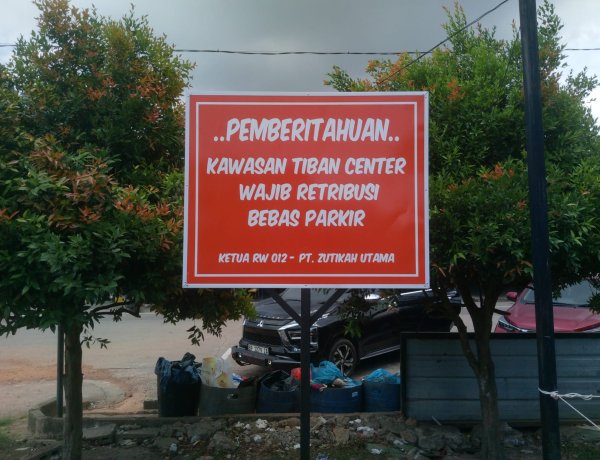 ..PEMBERITAHUAN..
KAWASAN TIBAN CENTER
WAJIB RETRIBUSI
BEBAS PARKIR
KETUA RW 012 - PT. ZUTIKAH UTAMA